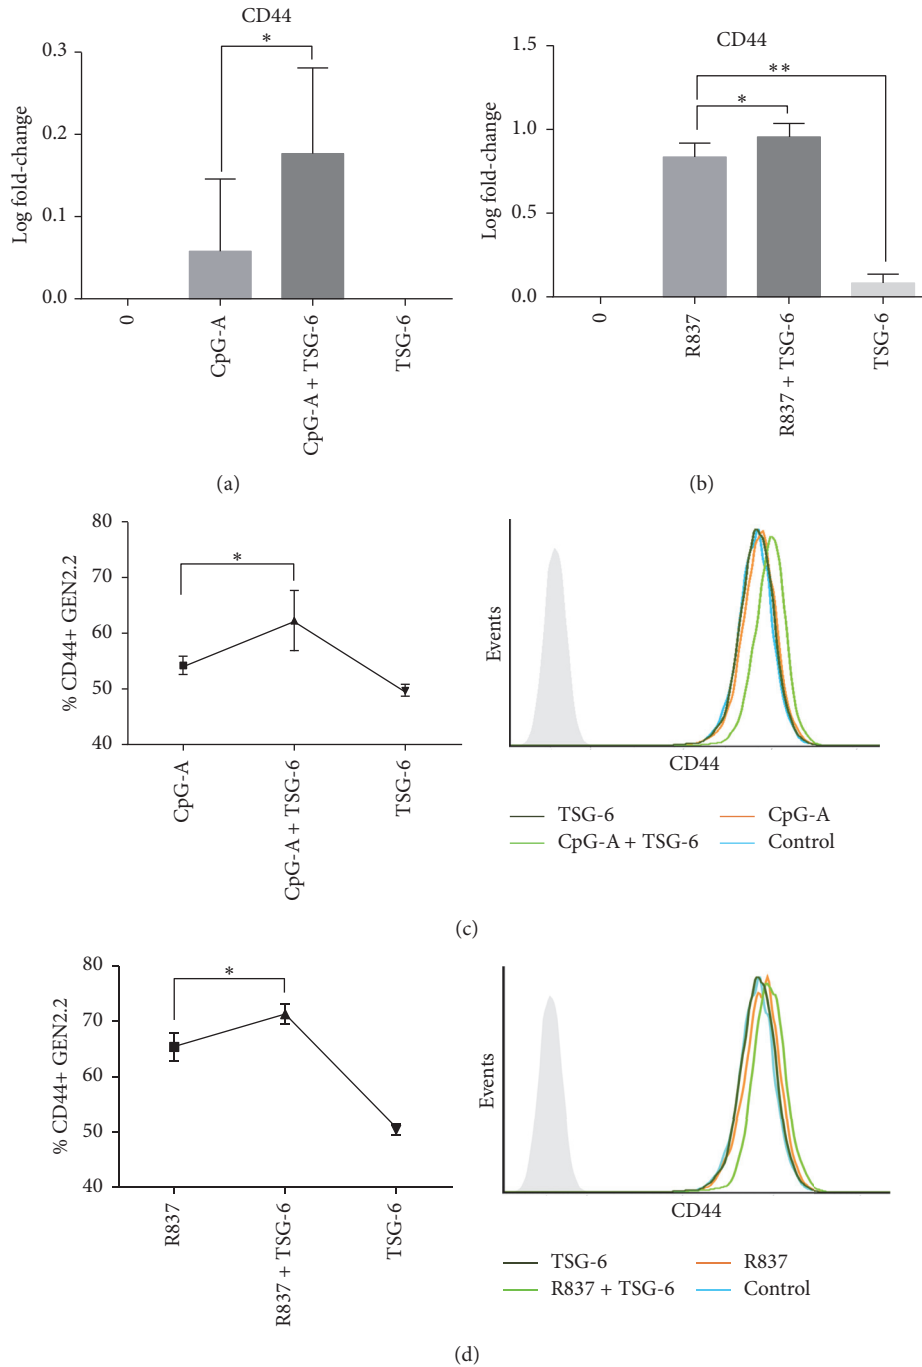 CD44
*
0.3
0.2
0.1
0.0
Log fold-change
0
CpG-A
CpG-A + TSG-6
TSG-6
(a)
CD44
**
*
1.5
1.0
0.5
0.0
Log fold-change
0
R837
R837 + TSG-6
TSG-6
(b)
80
70
60
50
40
% CD44+ GEN2.2
*
CpG-A
CpG-A + TSG-6
TSG-6
Events
CD44
TSG-6
CpG-A
CpG-A + TSG-6
Control
(c)
80
70
60
50
40
% CD44+ GEN2.2
*
R837
R837 + TSG-6
TSG-6
Events
CD44
TSG-6
R837
R837 + TSG-6
Control
(d)